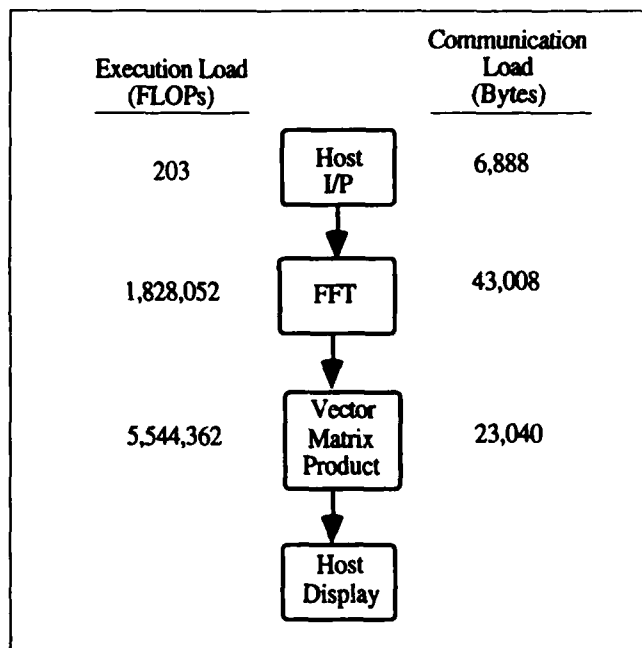 Execution Load
(FLOPs)
Communication
Load
(Bytes)
203
Host
I/P
6,888
1,828,052
FFT
43,008
5,544,362
Vector
Matrix
Product
23,040
Host
Display